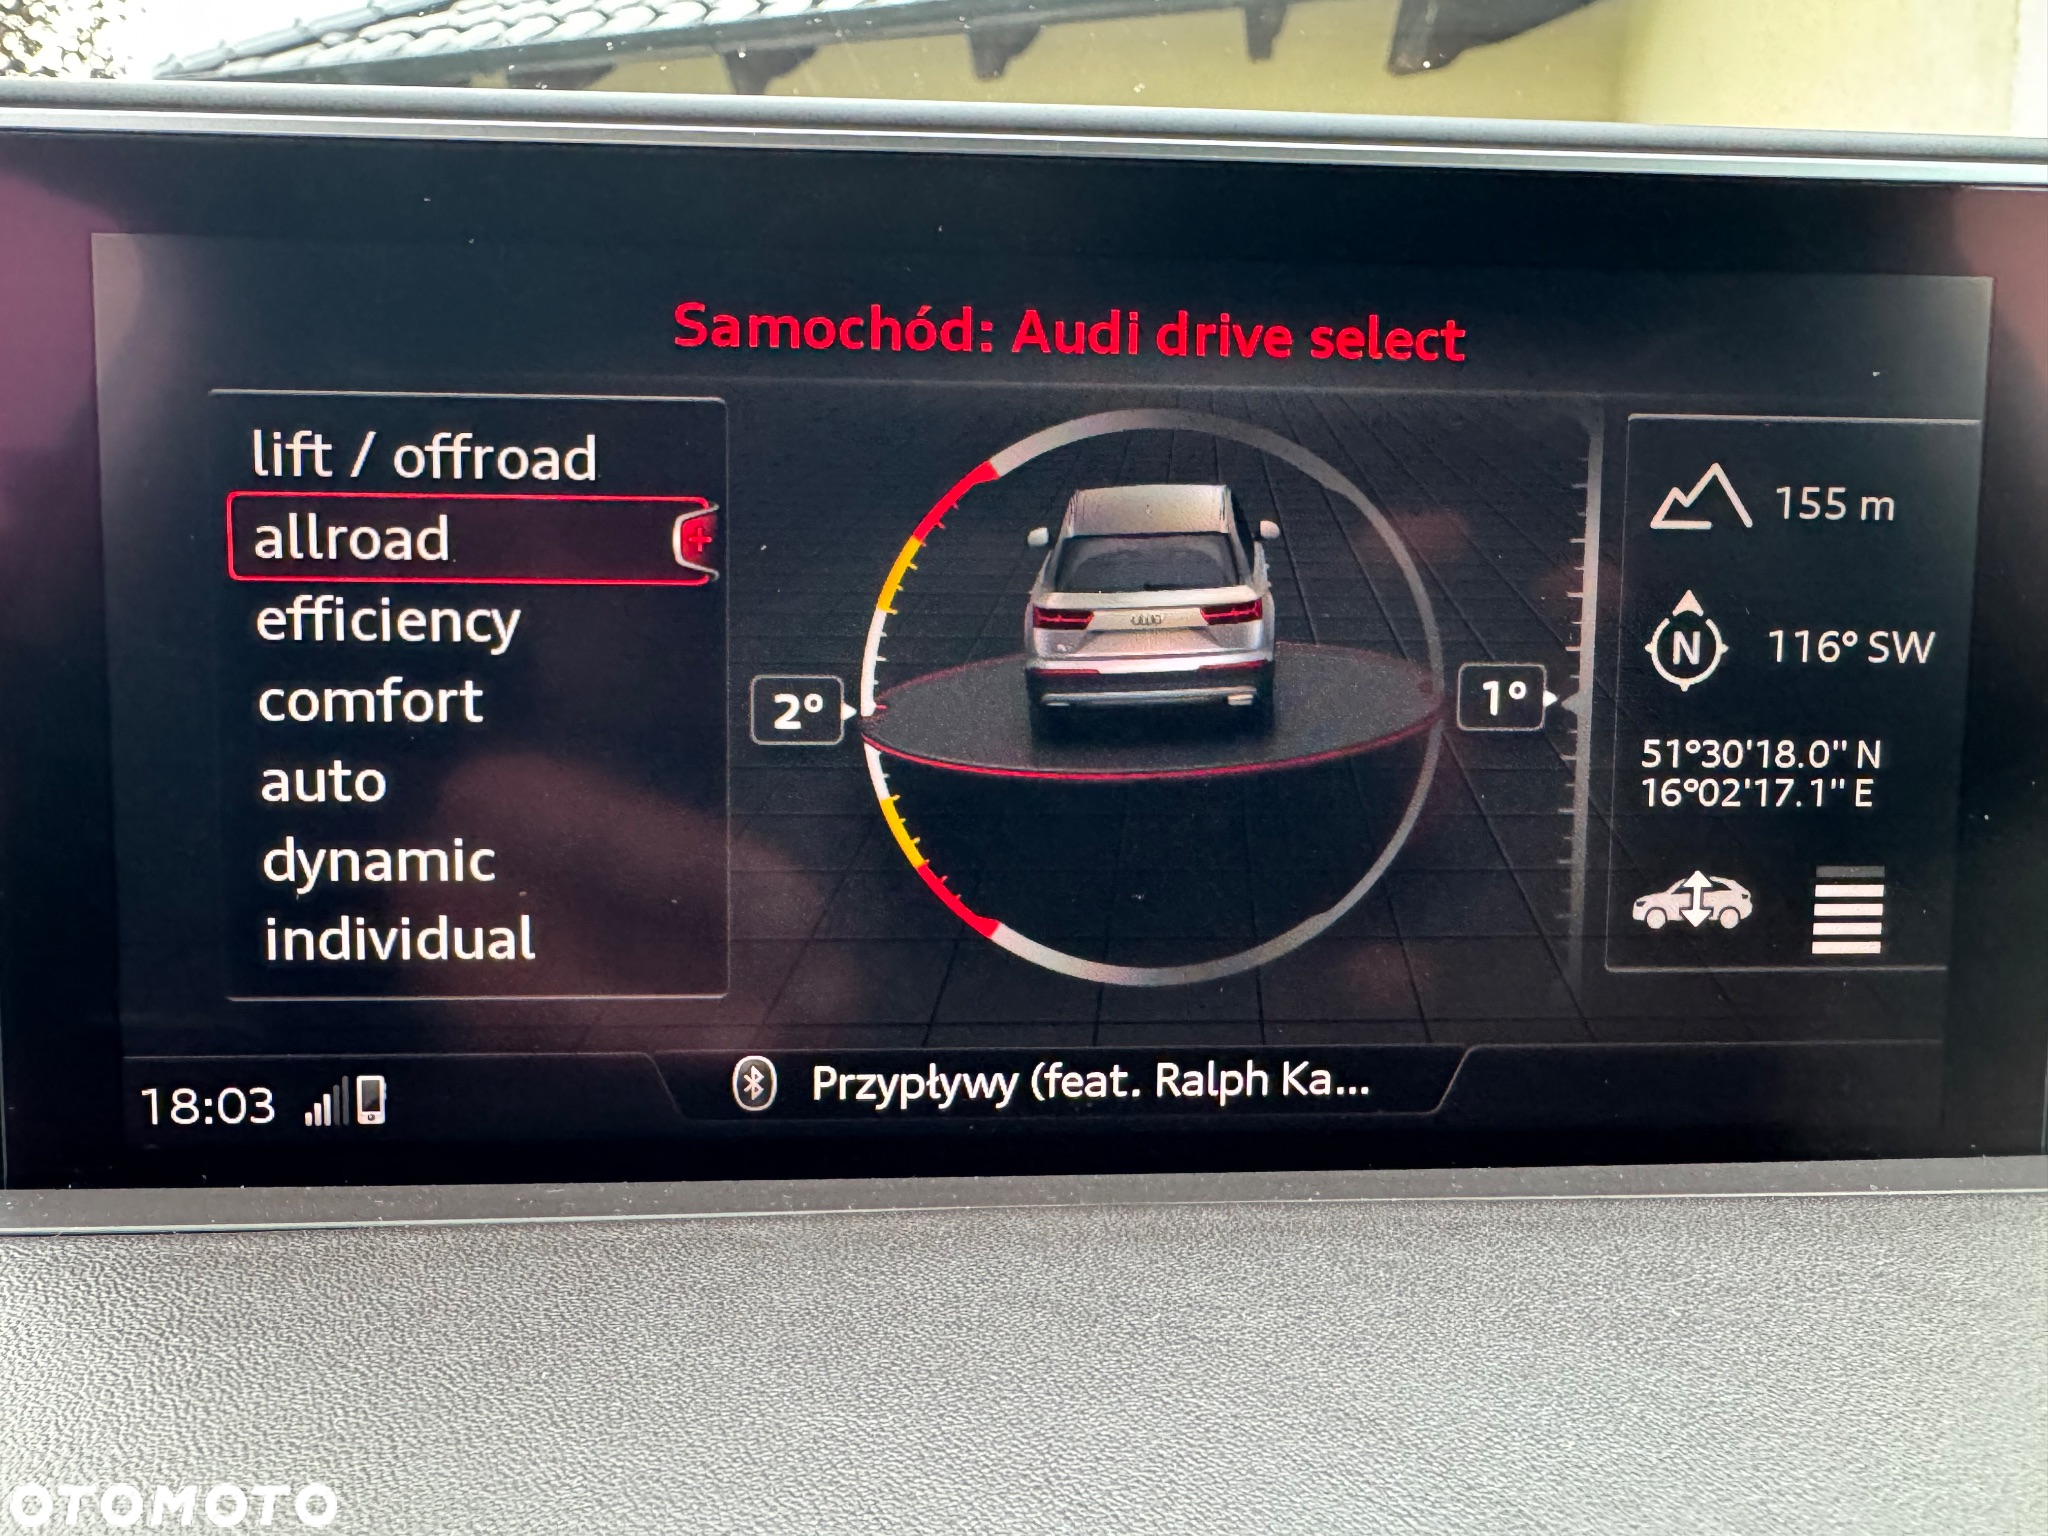 Samochód: Audi drive select
lift / offroad
allroad
efficiency
comfort
auto
dynamic
individual
2°
1°
155 m
N
116° SW
51°30'18.0" N
16°02'17.1" E
18:03
Przypływy (feat. Ralph Ka...
OTOMOTO